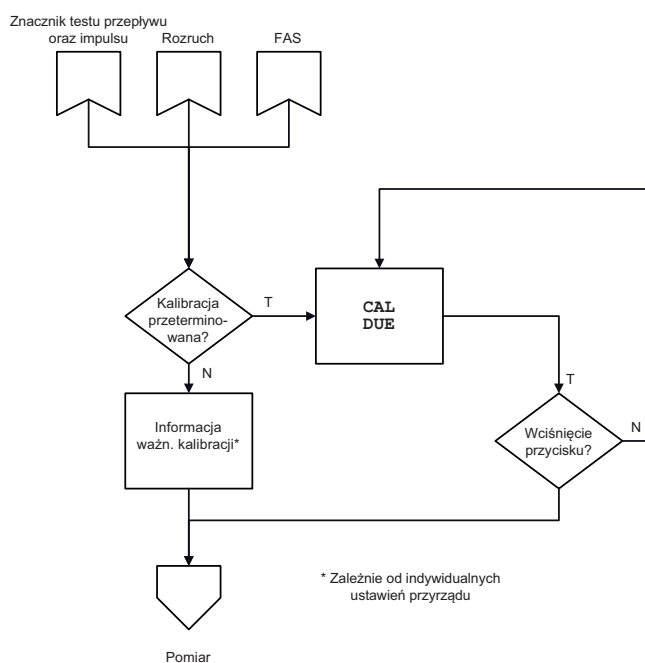 Znacznik testu przepływu
oraz impulsu
Rozruch
FAS
Kalibracja
przetermino-
wana?
T
CAL
DUE
N
T
Informacja
ważn. kalibracji*
Wciśnięcie
przycisku?
N
* Zależnie od indywidualnych
ustawień przyrządu
Pomiar